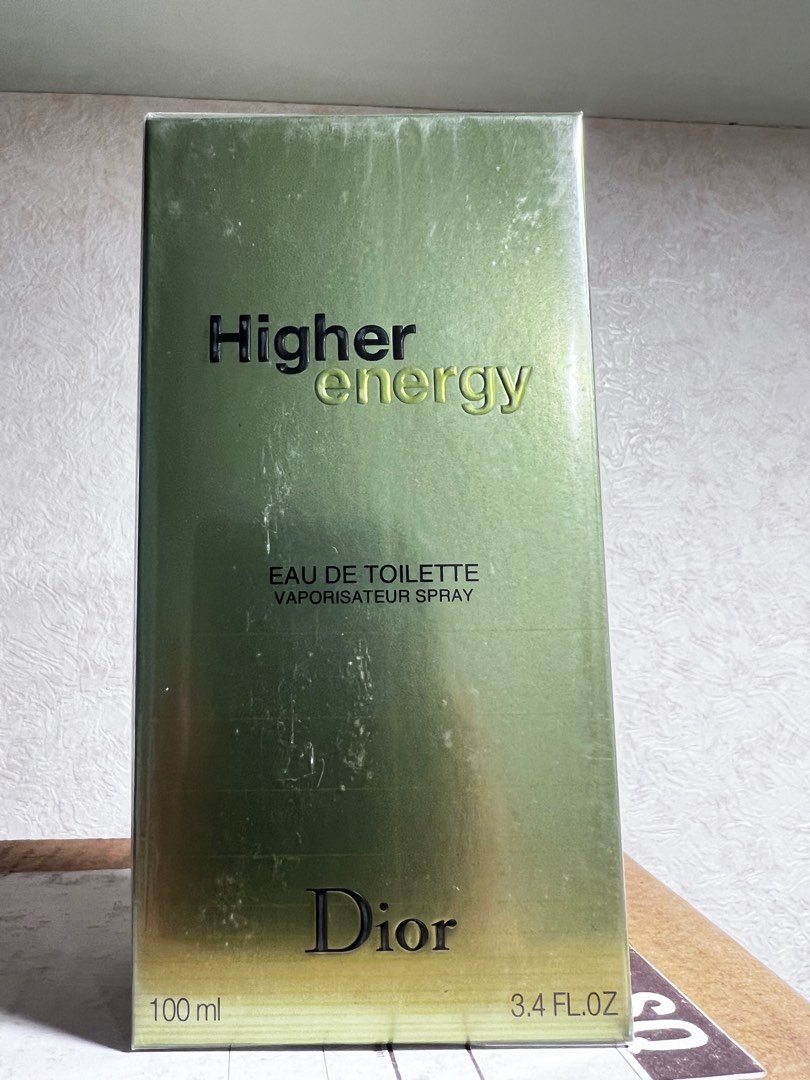 Higher
energy
EAU DE TOILETTE
VAPORISATEUR SPRAY
Dior
100 ml
3.4 FL.OZ